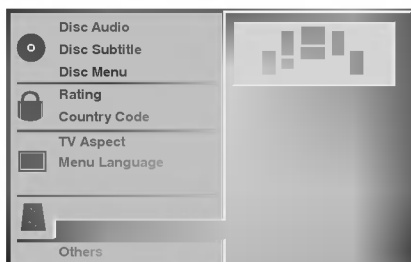 Disc Audio
Disc Subtitle
Disc Menu
Rating
Country Code
TV Aspect
Menu Language
Others